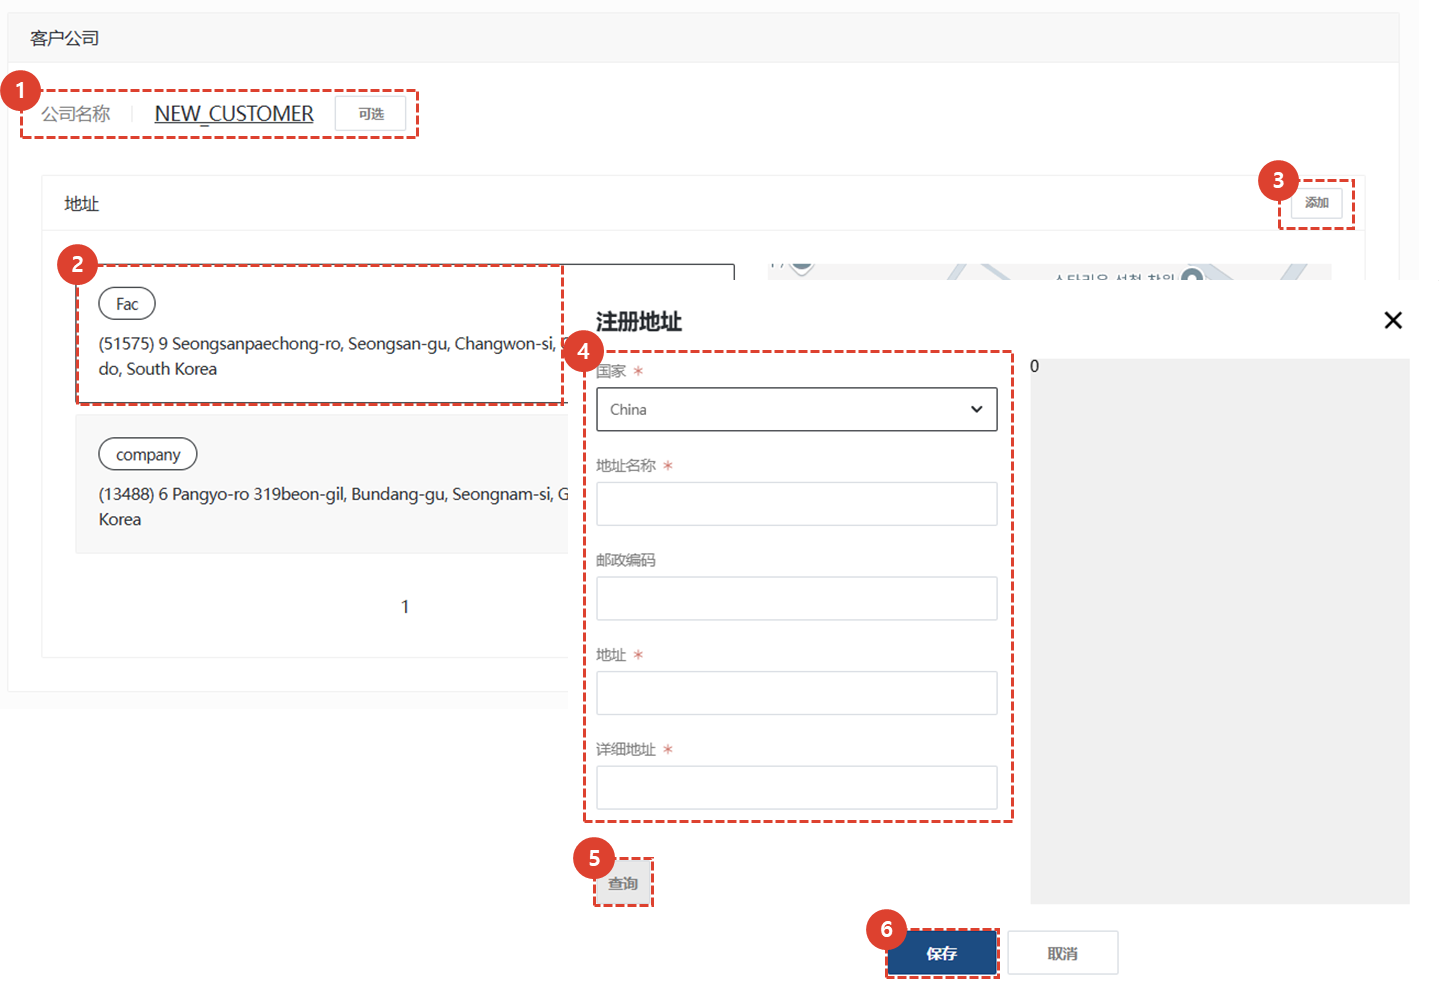 客户公司
1
公司名称 NEW_CUSTOMER 可选
地址
3
添加
2
Fac
(51575) 9 Seongsanpaechong-ro, Seongsan-gu, Changwon-si,
do, South Korea
company
(13488) 6 Pangyo-ro 319beon-gil, Bundang-gu, Seongnam-si, G
Korea
1
注册地址
4
国家 *
China
地址名称 *
邮政编码
地址 *
详细地址 *
0
5
查询
6
保存
取消